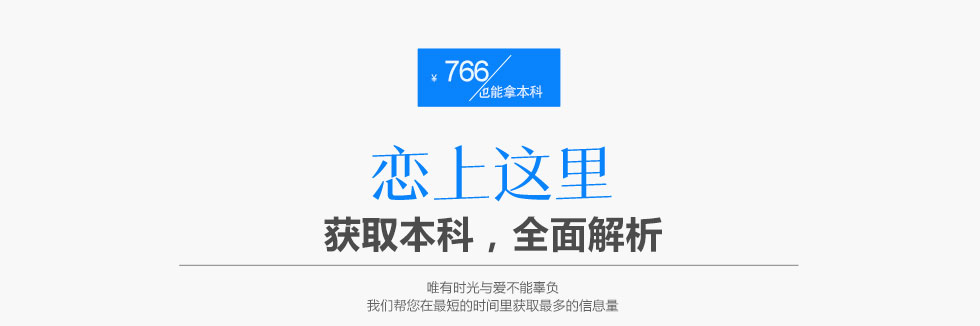 ¥ 766
也能拿本科
恋上这里
获取本科，全面解析
唯有时光与爱不能辜负
我们帮您在最短的时间里获取最多的信息量